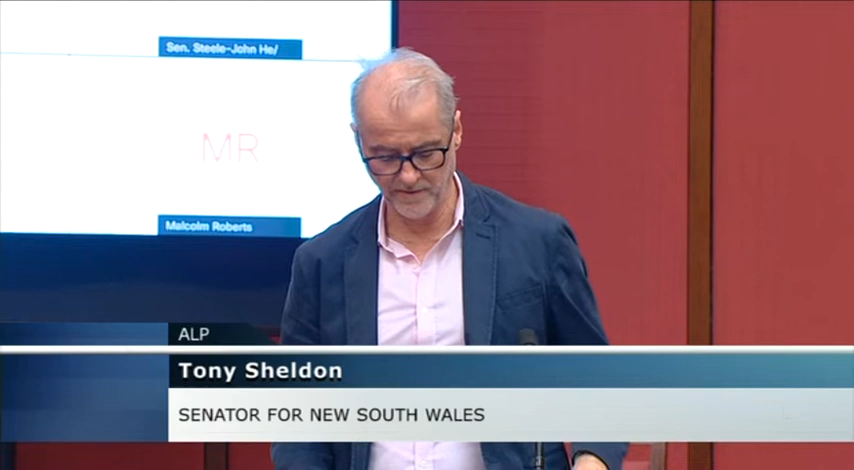 Sen. Steele-John He/
MR
Malcolm Roberts
ALP
Tony Sheldon
SENATOR FOR NEW SOUTH WALES